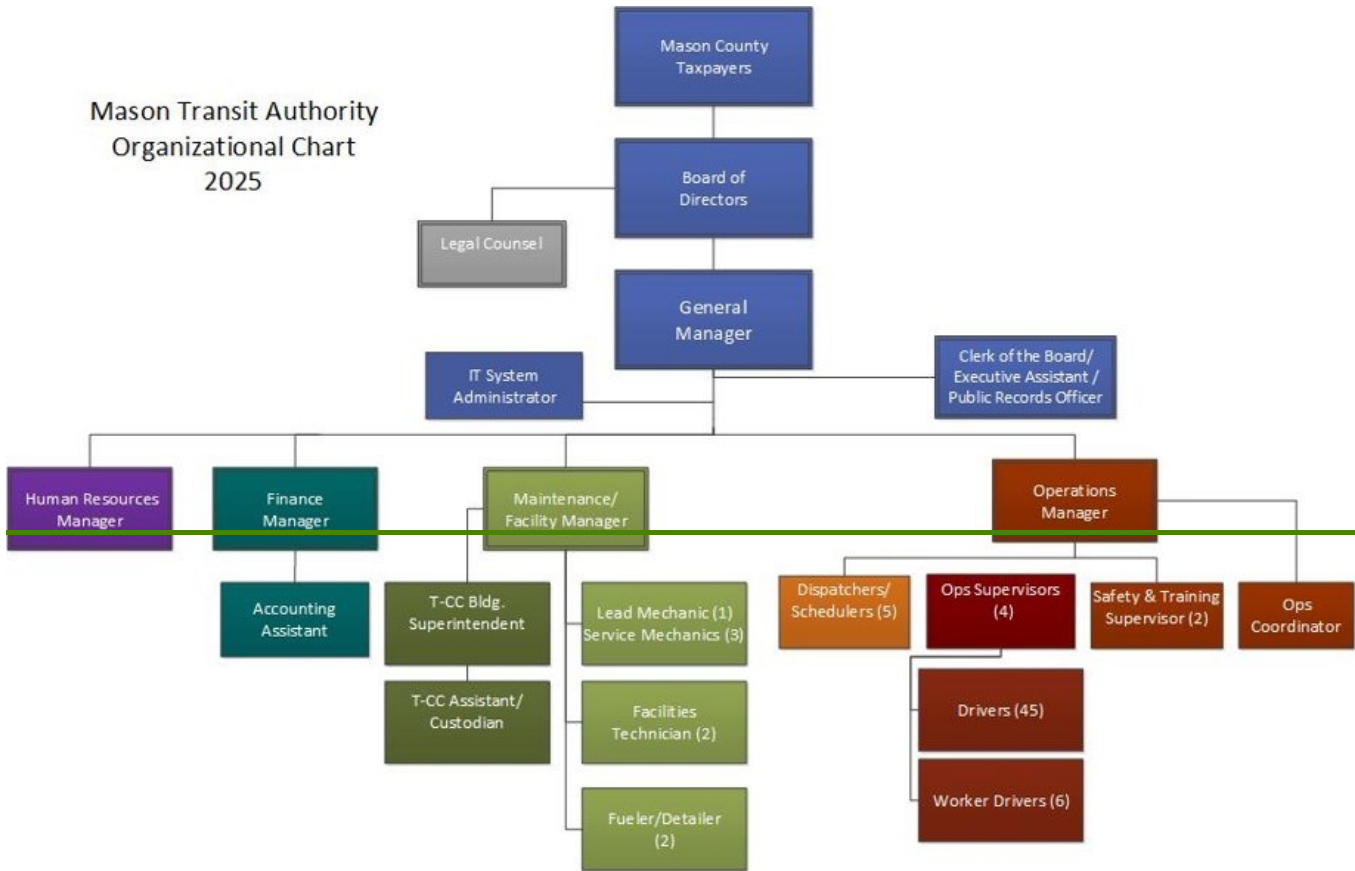 Mason County
Taxpayers
Mason Transit Authority
Organizational Chart
2025
Board of
Directors
Legal Counsel
General
Manager
IT System
Administrator
Clerk of the Board/
Executive Assistant /
Public Records Officer
Human Resources
Manager
Finance
Manager
Maintenance/
Facility Manager
Operations
Manager
Accounting
Assistant
T-CC Bldg.
Superintendent
Lead Mechanic (1)
Service Mechanics (3)
Dispatchers/
Schedulers (5)
Ops Supervisors
(4)
Safety & Training
Supervisor (2)
Ops
Coordinator
T-CC Assistant/
Custodian
Facilities
Technician (2)
Drivers (45)
Fueler/Detailer
(2)
Worker Drivers (6)